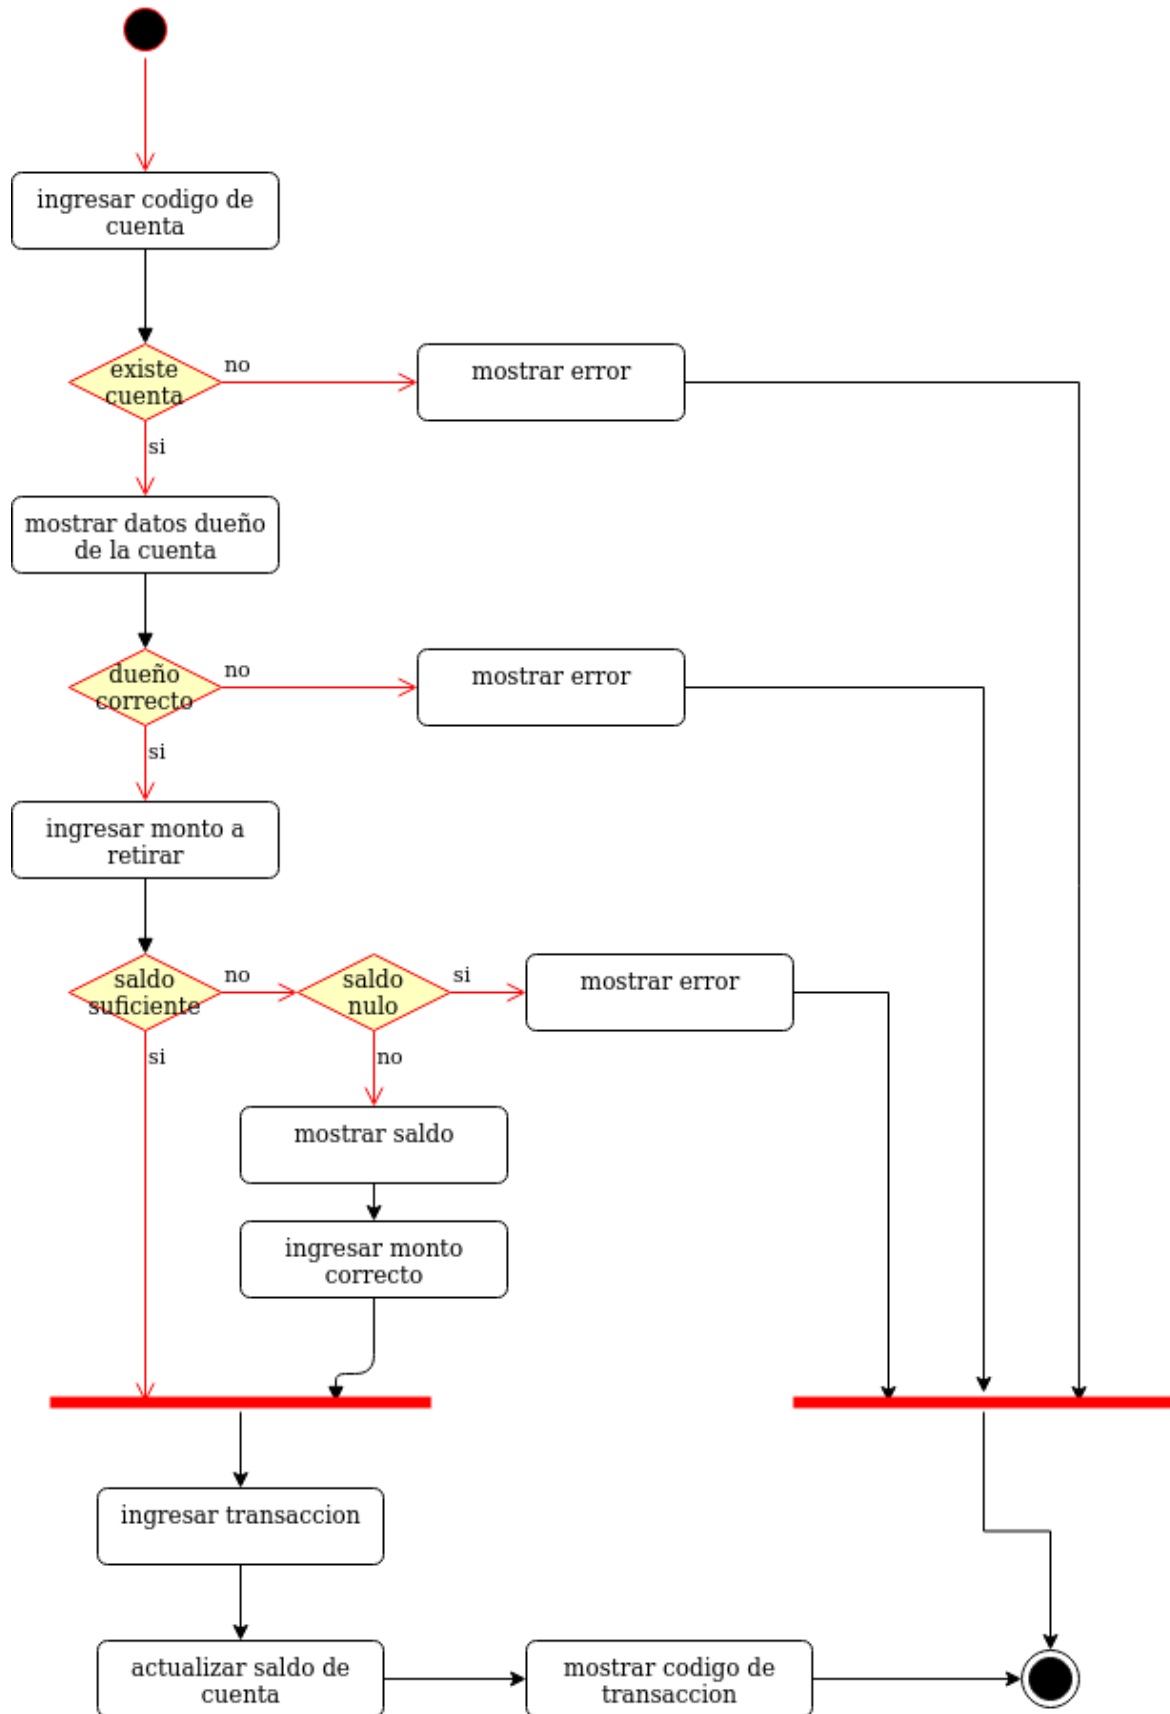 ingresar codigo de
cuenta
existe
cuenta
no
mostrar error
si
mostrar datos dueño
de la cuenta
dueño
correcto
no
mostrar error
si
ingresar monto a
retirar
saldo
suficiente
no
saldo
nulo
si
mostrar error
si
no
mostrar saldo
ingresar monto
correcto
ingresar transaccion
actualizar saldo de
cuenta
mostrar codigo de
transaccion